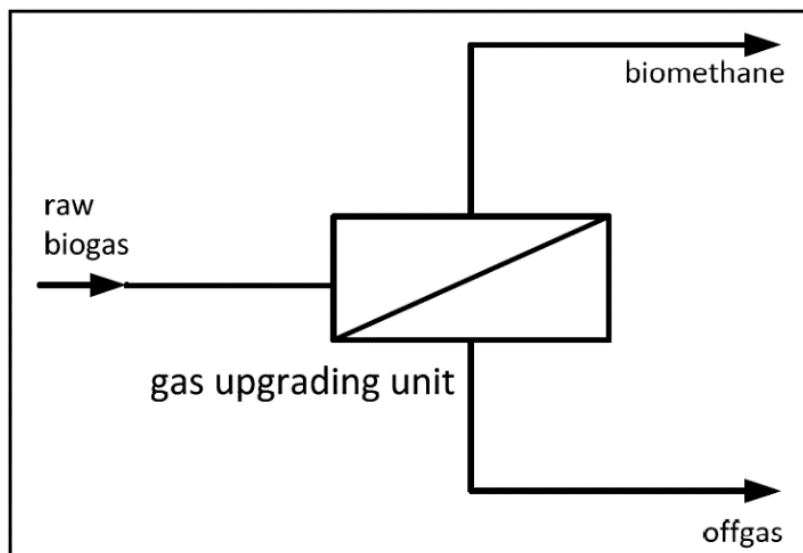 biomethane
raw
biogas
gas upgrading unit
offgas